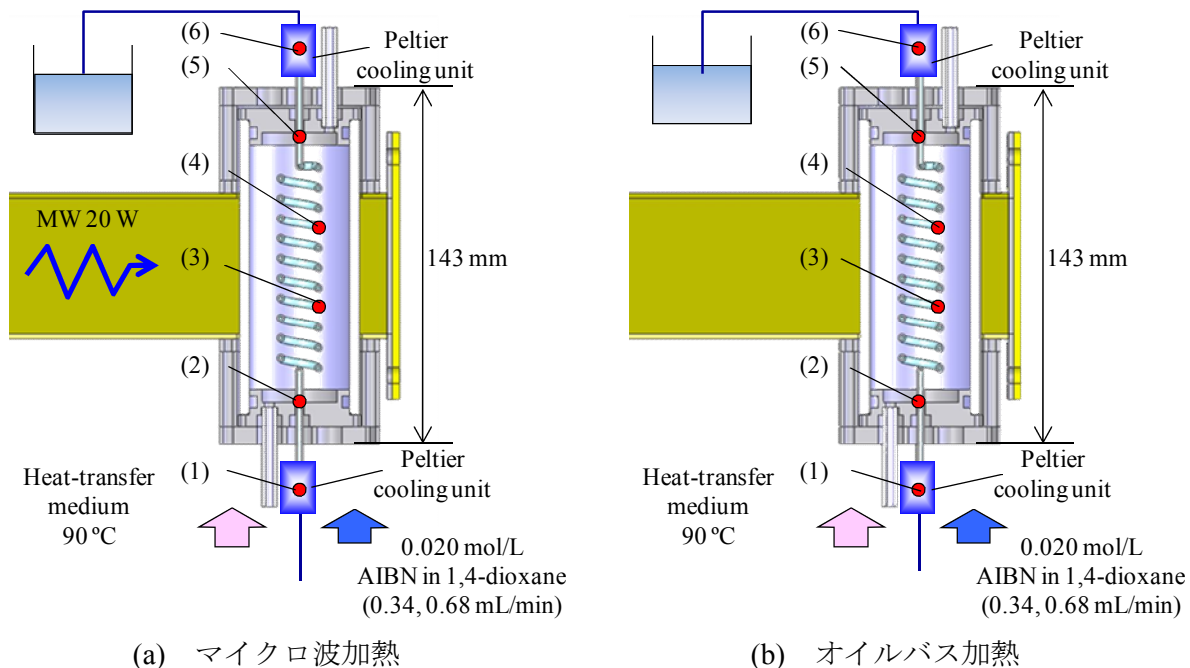 (6)
Peltier
cooling unit
(5)
(4)
MW 20 W
(3)
143 mm
(2)
(1)
Peltier
cooling unit
Heat-transfer
medium
90 ºC
0.020 mol/L
AIBN in 1,4-dioxane
(0.34, 0.68 mL/min)
(a) マイクロ波加熱
(6)
Peltier
cooling unit
(5)
(4)
(3)
143 mm
(2)
(1)
Peltier
cooling unit
Heat-transfer
medium
90 ºC
0.020 mol/L
AIBN in 1,4-dioxane
(0.34, 0.68 mL/min)
(b) オイルバス加熱